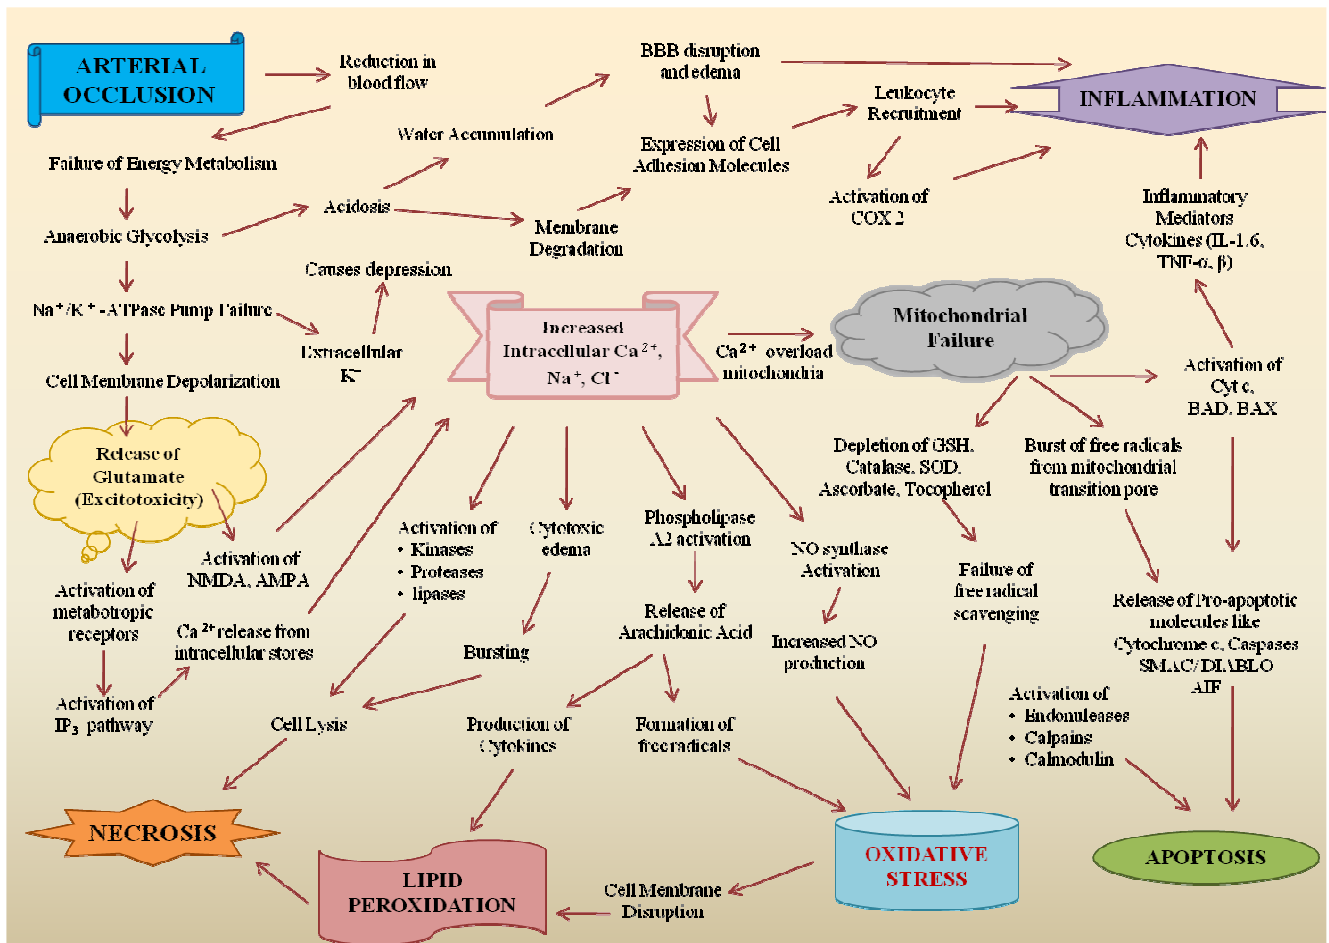 ARTERIAL
OCCLUSION
Reduction in
blood flow
BBB disruption
and edema
INFLAMMATION
Leukocyte
Recruitment
Water Accumulation
Expression of Cell
Adhesion Molecules
Failure of Energy Metabolism
Acidosis
Activation of
COX 2
Inflammatory
Mediators
Cytokines (IL-1,6,
TNF-α, β)
Anaerobic Glycolysis
Membrane
Degradation
Causes depression
Na⁺/K⁺-ATPase Pump Failure
Extracellular
K⁻
Increased
Intracellular Ca²⁺,
Na⁺, Cl⁻
Ca²⁺ overload
mitochondria
Mitochondrial
Failure
Activation of
Cyt c,
BAD, BAX
Cell Membrane Depolarization
Release of
Glutamate
(Excitotoxicity)
Depletion of GSH,
Catalase, SOD,
Ascorbate, Tocopherol
Burst of free radicals
from mitochondrial
transition pore
Activation of
NMDA, AMPA
Activation of
• Kinases
• Proteases
• lipases
Cytotoxic
edema
Phospholipase
A2 activation
NO synthase
Activation
Failure of
free radical
scavenging
Activation of
metabotropic
receptors
Ca²⁺ release from
intracellular stores
Bursting
Release of
Arachidonic Acid
Increased NO
production
Release of Pro-apoptotic
molecules like
Cytochrome c, Caspases
SMAC/DIABLO
AIF
Activation of
IP₃ pathway
Cell Lysis
Production of
Cytokines
Formation of
free radicals
Activation of
• Endonuleases
• Calpains
• Calmodulin
NECROSIS
LIPID
PEROXIDATION
Cell Membrane
Disruption
OXIDATIVE
STRESS
APOPTOSIS